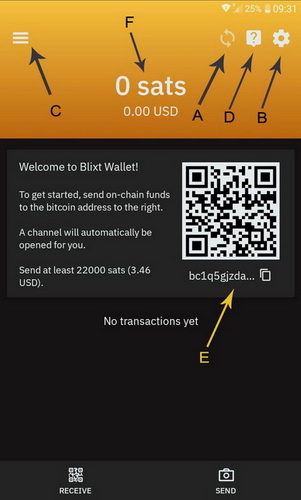 25% 09:31
F
0 sats
0.00 USD
C
A
D
B
Welcome to Blixt Wallet!
To get started, send on-chain funds
to the bitcoin address to the right.
A channel will automatically be
opened for you.
Send at least 22000 sats (3.46
USD).
bc1q5gjzda...
E
No transactions yet
RECEIVE
SEND